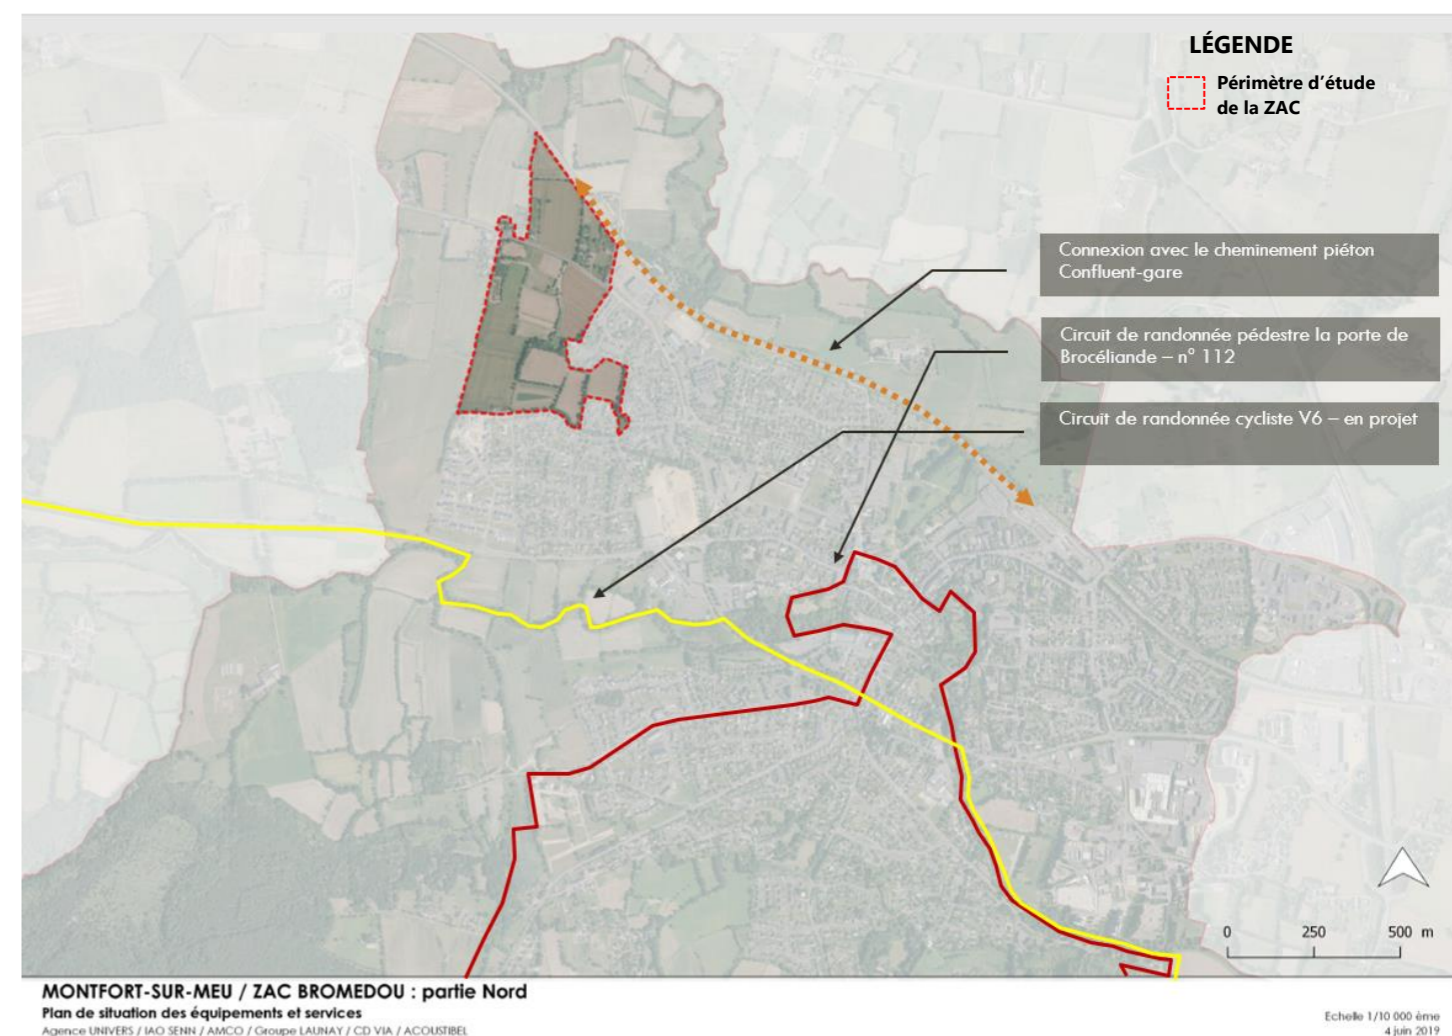 LÉGENDE
Périmètre d'étude
de la ZAC
Connexion avec le cheminement piéton
Confluent-gare
Circuit de randonnée pédestre la porte de
Brocéliande – n° 112
Circuit de randonnée cycliste V6 – en projet
0 250 500 m
MONTFORT-SUR-MEU / ZAC BROMEDOU : partie Nord
Plan de situation des équipements et services
Agence UNIVERS / IAO SENN / AMCO / Groupe LAUNAY / CD VIA / ACOUSTIBEL
Echelle 1/10 000 ème
4 juin 2019